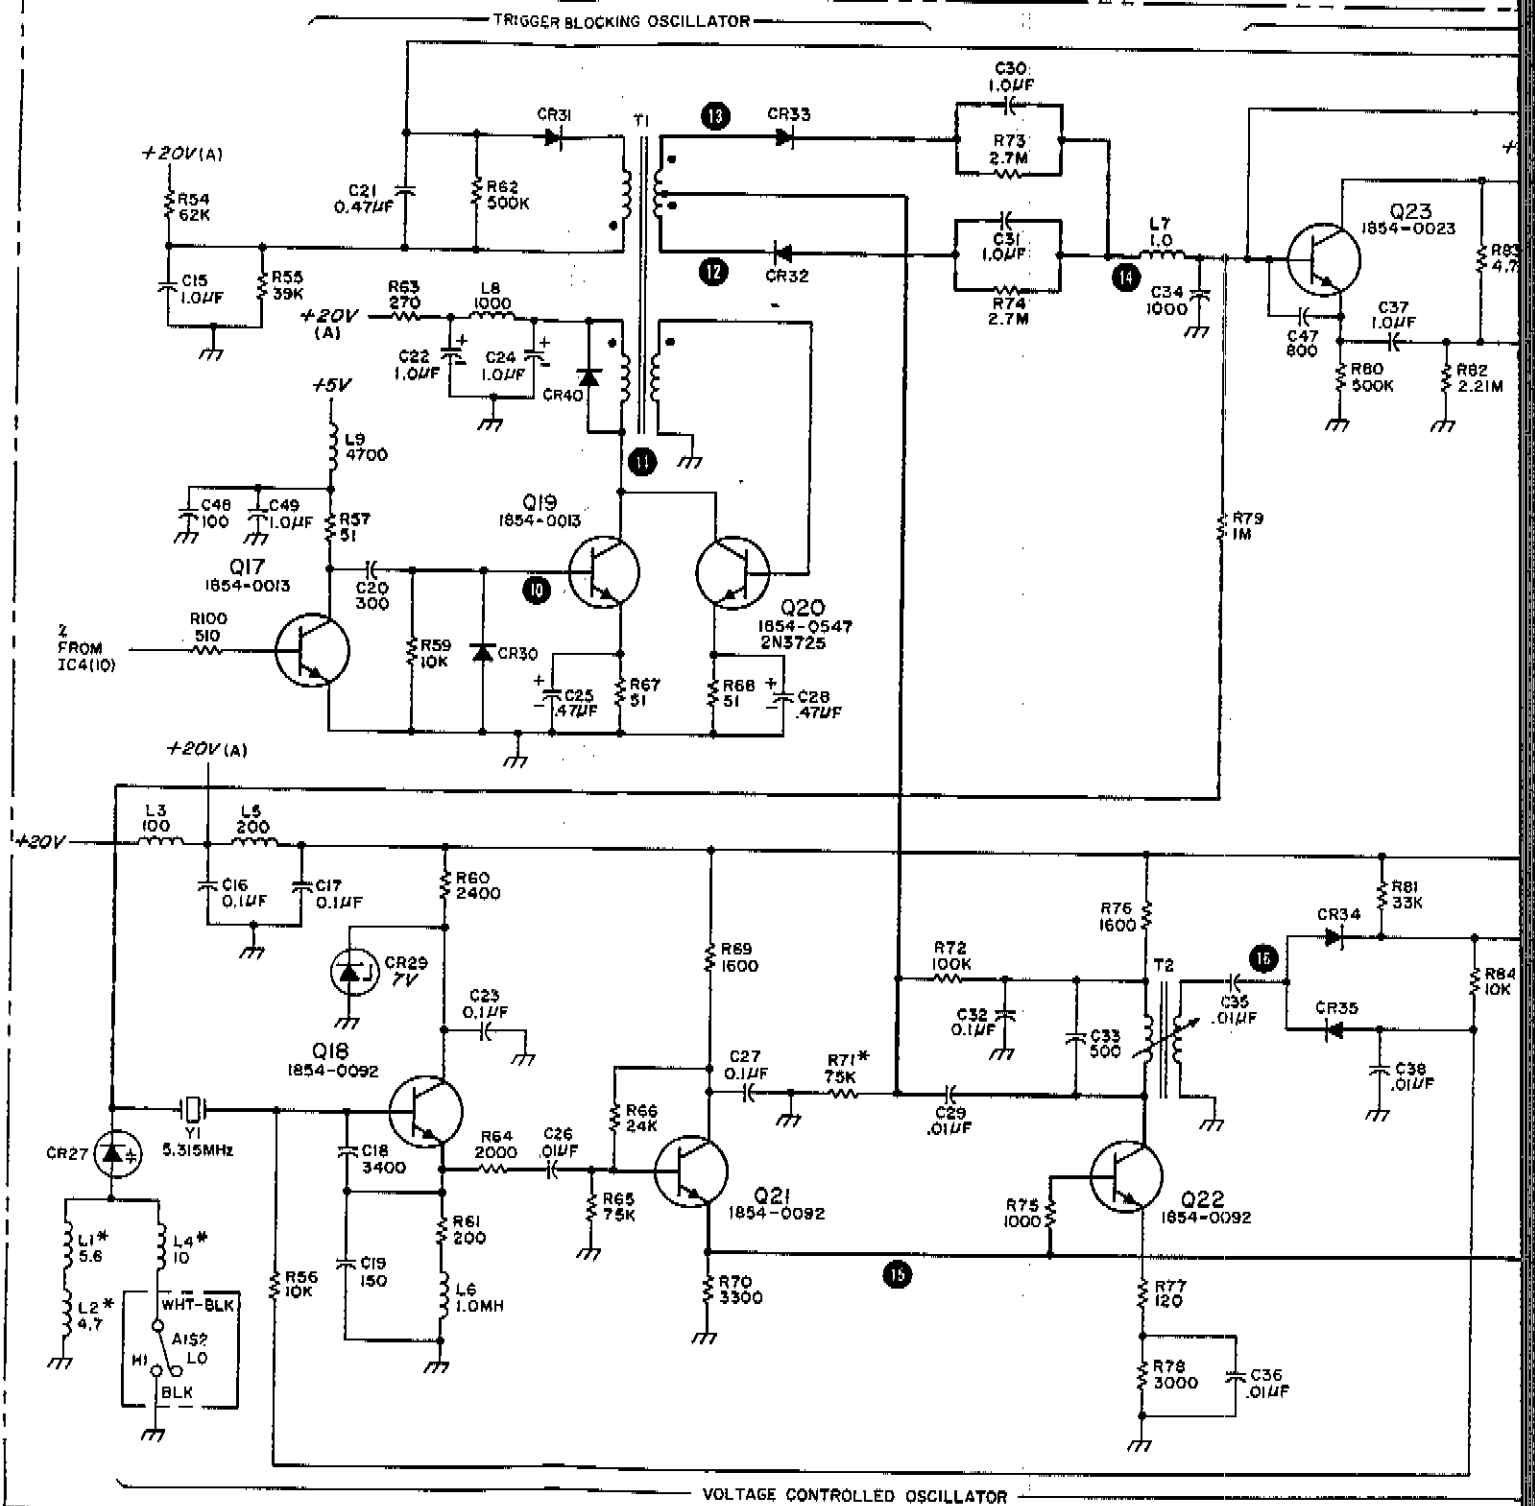 TRIGGER BLOCKING OSCILLATOR
C30
1.0µF
CR31
T1
13
CR33
R73
2.7M
+20V(A)
R54
62K
C21
0.47µF
R62
500K
C31
1.0µF
L7
1.0
Q23
1854-0023
12
CR32
14
C15
1.0µF
R55
39K
R63
270
L8
1000
+20V
(A)
R74
2.7M
C34
1000
C47
800
C37
1.0µF
C22
1.0µF
C24
1.0µF
CR40
R80
500K
R82
2.21M
+5V
L9
4700
11
C48
100
C49
1.0µF
R57
51
Q19
1854-0013
R79
1M
Q17
1854-0013
C20
300
10
Q20
1854-0547
2N3725
R100
510
FROM
IC4(10)
R59
10K
CR30
+
-
C25
.47µF
R67
51
R68
51
+
-
C28
.47µF
+20V(A)
L3
100
L5
200
+20V
C16
0.1µF
C17
0.1µF
R60
2400
R81
33K
CR34
R76
1600
CR29
7V
R69
1600
R72
100K
T2
16
R84
10K
C23
0.1µF
C32
0.1µF
C33
500
C35
.01µF
CR35
Q18
1854-0092
C27
0.1µF
R71*
75K
C38
.01µF
C29
.01µF
Y1
5.315MHz
R66
24K
CR27
C18
3400
R64
2000
C26
.01µF
R65
75K
Q21
1854-0092
R75
1000
Q22
1854-0092
L1*
5.6
L4*
10
R61
200
C19
150
R56
10K
L6
1.0MH
R70
3300
15
R77
120
L2*
4.7
WHT-BLK
A1S2
HI
LO
BLK
R78
3000
C36
.01µF
VOLTAGE CONTROLLED OSCILLATOR